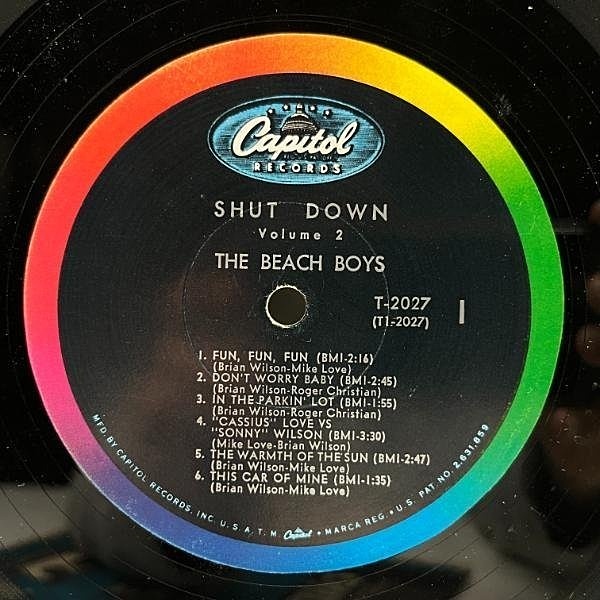 Capitol
RECORDS
SHUT DOWN
Volume 2
THE BEACH BOYS
T-2027
(T1-2027)
1
1. FUN, FUN, FUN (BMI-2:16)
(Brian Wilson-Mike Love)
2. DON'T WORRY BABY (BMI-2:45)
(Brian Wilson-Roger Christian)
3. IN THE PARKIN' LOT (BMI-1:55)
(Brian Wilson-Roger Christian)
4. "CASSIUS" LOVE VS
"SONNY" WILSON (BMI-3:30)
(Mike Love-Brian Wilson)
5. THE WARMTH OF THE SUN (BMI-2:47)
(Brian Wilson-Mike Love)
6. THIS CAR OF MINE (BMI-1:35)
(Brian Wilson-Mike Love)
MFD. BY CAPITOL RECORDS, INC. U.S.A. T.M. Capitol • MARCA REG. • U.S. PAT. NO. 2,631,859